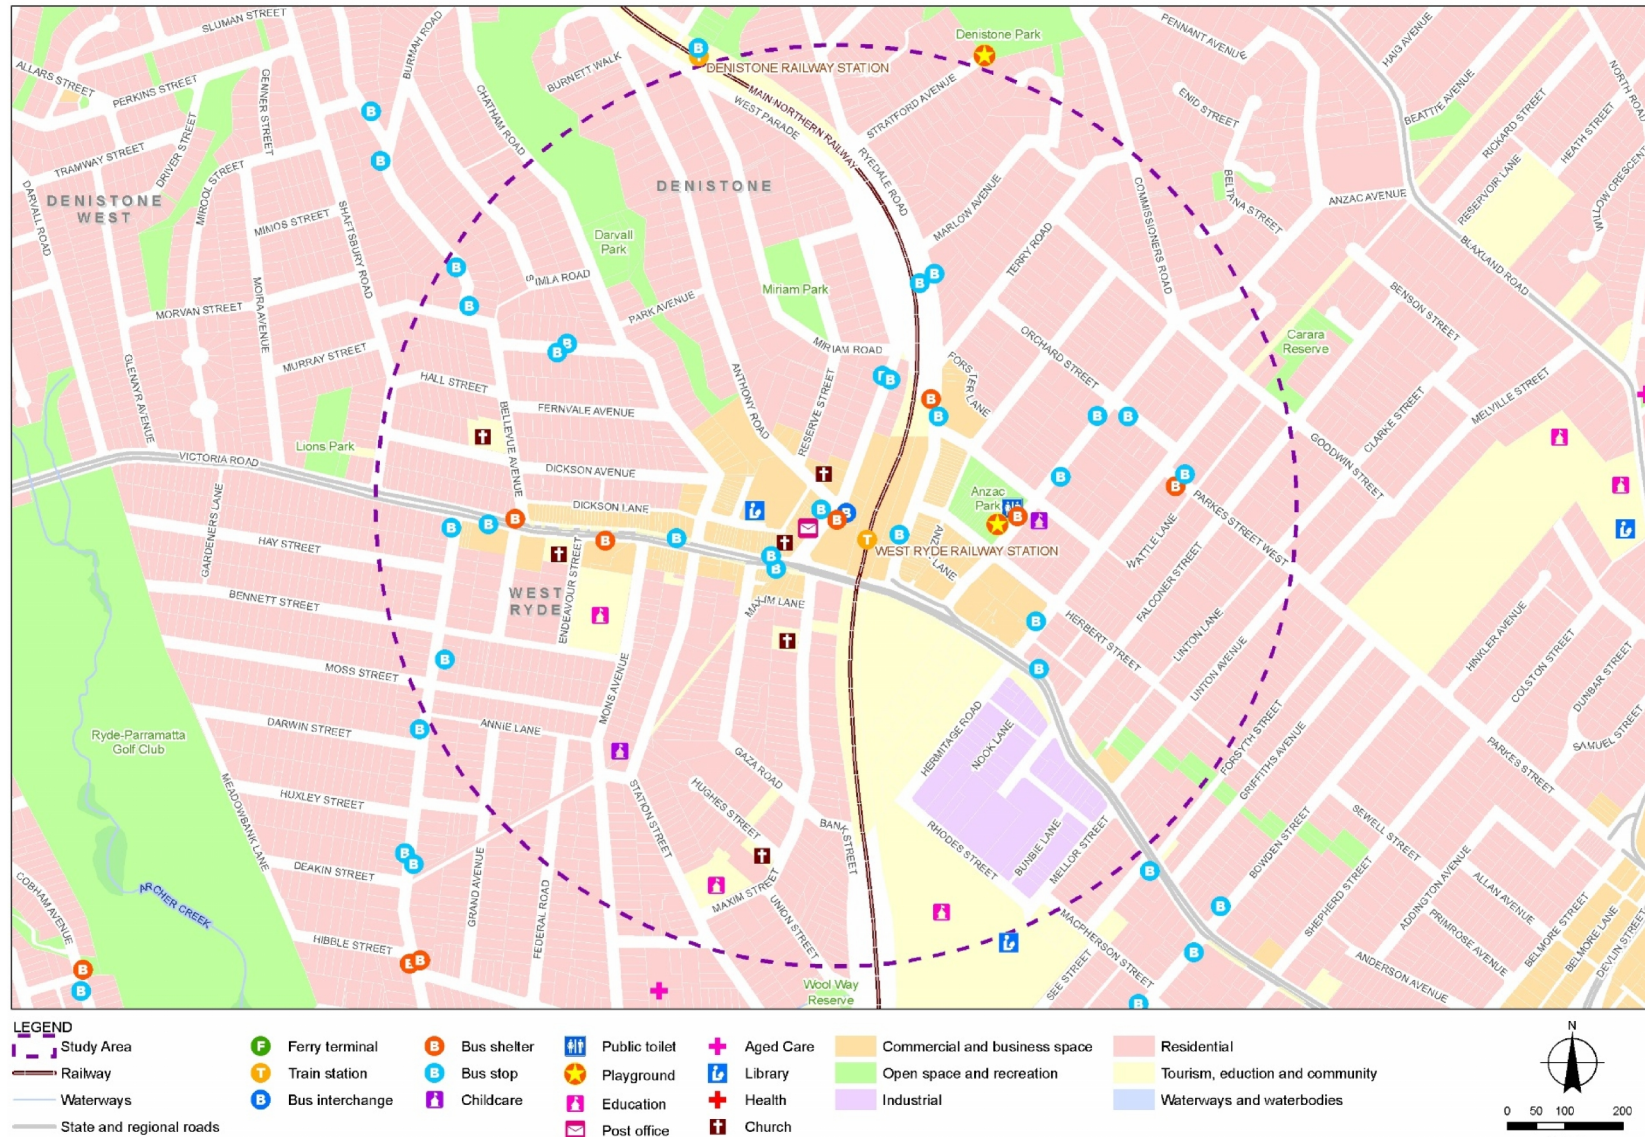 SLUMAN STREET
ALLARS STREET
PERKINS STREET
GENNER STREET
BURMAH ROAD
BURNETT WALK
DENISTONE RAILWAY STATION
Denistone Park
PENNANT AVENUE
HAIG AVENUE
NORTH ROAD
TRAMWAY STREET
DRIVER STREET
CHATHAM ROAD
WEST PARADE
MAIN NORTHERN RAILWAY
STRATFORD AVENUE
ENID STREET
BEATTIE AVENUE
RICKARD STREET
HEATH STREET
DARVALL ROAD
DENISTONE
WEST
MIROOL STREET
MIMOS STREET
SHAFTSBURY ROAD
DENISTONE
RYEDALE ROAD
MARLOW AVENUE
COMMISSIONERS ROAD
BELTANA STREET
ANZAC AVENUE
RESERVOIR LANE
WILLOW CRESCENT
Darvall
Park
TERRY ROAD
BLAXLAND ROAD
SIMLA ROAD
Miriam Park
MORVAN STREET
MOIRA AVENUE
PARK AVENUE
BENSON STREET
GLENAYR AVENUE
MURRAY STREET
MIRIAM ROAD
ORCHARD STREET
Carara
Reserve
HALL STREET
BELLEVUE AVENUE
FERNVALE AVENUE
ANTHONY ROAD
RESERVE STREET
FORSTER LANE
CLARKE STREET
MELVILLE STREET
Lions Park
VICTORIA ROAD
DICKSON AVENUE
GOODWIN STREET
GARDENERS LANE
DICKSON LANE
Anzac
Park
PARKES STREET WEST
HAY STREET
ENDEAVOUR STREET
WEST RYDE RAILWAY STATION
ANZAC LANE
WATTLE LANE
FALCONER STREET
BENNETT STREET
WEST
RYDE
MAXIM LANE
HERBERT STREET
LINTON LANE
LINTON AVENUE
HINKLER AVENUE
COLSTON STREET
DUNBAR STREET
MOSS STREET
MONS AVENUE
SAMUEL STREET
Ryde-Parramatta
Golf Club
DARWIN STREET
ANNIE LANE
GAZA ROAD
HERMITAGE ROAD
NOOK LANE
FORSYTH STREET
GRIFFITHS AVENUE
PARKES STREET
MEADOWBANK LANE
HUXLEY STREET
STATION STREET
HUGHES STREET
BANK STREET
RHODES STREET
BUNBIE LANE
MELLOR STREET
BOWDEN STREET
SEWELL STREET
DEAKIN STREET
GRAND AVENUE
FEDERAL ROAD
MAXIM STREET
UNION STREET
SHEPHERD STREET
ADDINGTON AVENUE
ALLAN AVENUE
PRIMROSE AVENUE
COBHAM AVENUE
ARCHER CREEK
HIBBLE STREET
MACPHERSON STREET
SEE STREET
ANDERSON AVENUE
BELMORE STREET
BELMORE LANE
DEVLIN STREET
Wool Way
Reserve
LEGEND
Study Area
Railway
Waterways
State and regional roads
F Ferry terminal
T Train station
B Bus interchange
B Bus shelter
B Bus stop
Childcare
Public toilet
Playground
Education
Post office
Aged Care
Library
Health
Church
Commercial and business space
Open space and recreation
Industrial
Residential
Tourism, eduction and community
Waterways and waterbodies
N
0 50 100 200